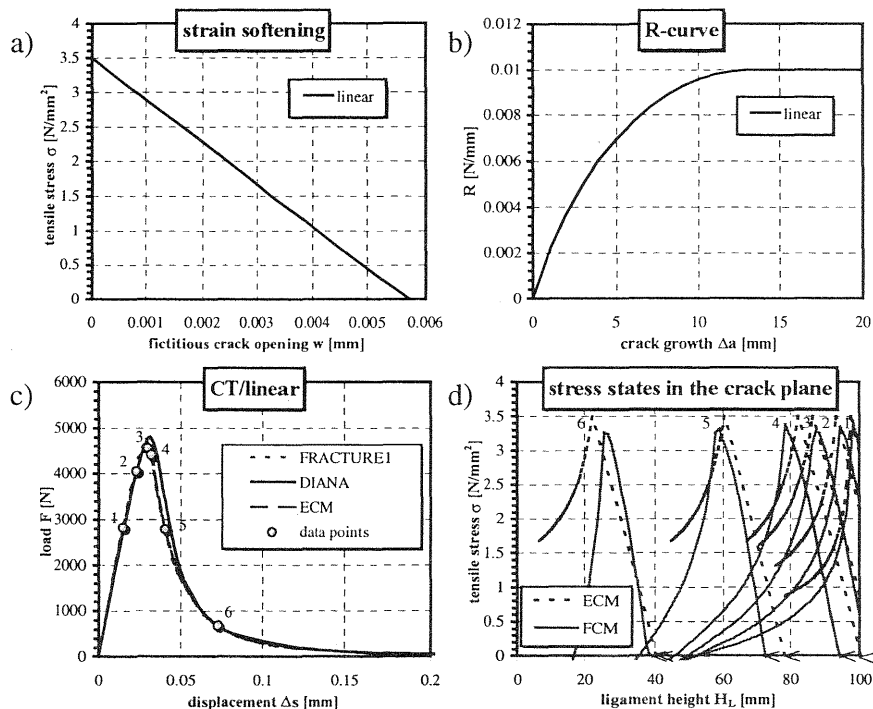 a)
strain softening
4
3.5
3
2.5
2
1.5
1
0.5
0
tensile stress σ [N/mm²]
linear
0 0.001 0.002 0.003 0.004 0.005 0.006
fictitious crack opening w [mm]
b)
R-curve
0.012
0.01
0.008
0.006
0.004
0.002
0
R [N/mm]
linear
0 5 10 15 20
crack growth Δa [mm]
c)
CT/linear
6000
5000
4000
3000
2000
1000
0
load F [N]
1
2
3
4
5
6
FRACTURE1
DIANA
ECM
data points
0 0.05 0.1 0.15 0.2
displacement Δs [mm]
d)
stress states in the crack plane
4
3.5
3
2.5
2
1.5
1
0.5
0
tensile stress σ [N/mm²]
6 5 4 3 2 1
ECM
FCM
0 20 40 60 80 100
ligament height H_L [mm]